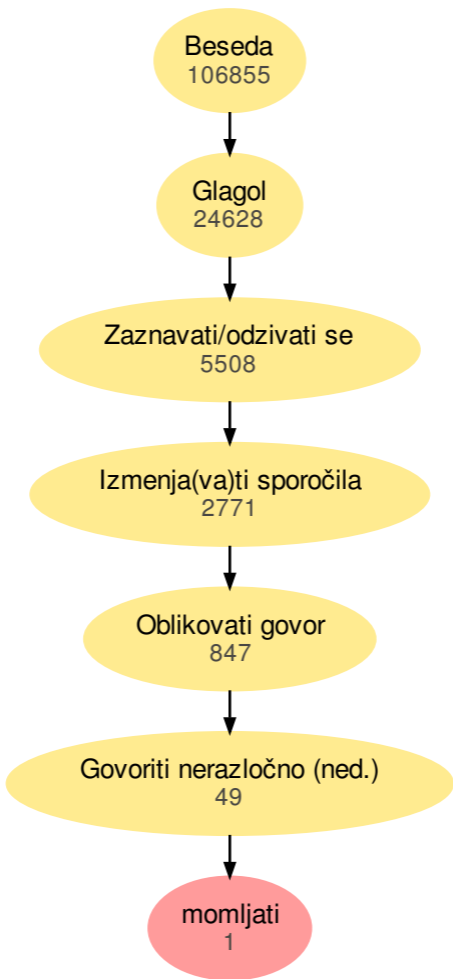 Beseda
106855
Glagol
24628
Zaznavati/odzivati se
5508
Izmenja(va)ti sporočila
2771
Oblikovati govor
847
Govoriti nerazločno (ned.)
49
momljati
1